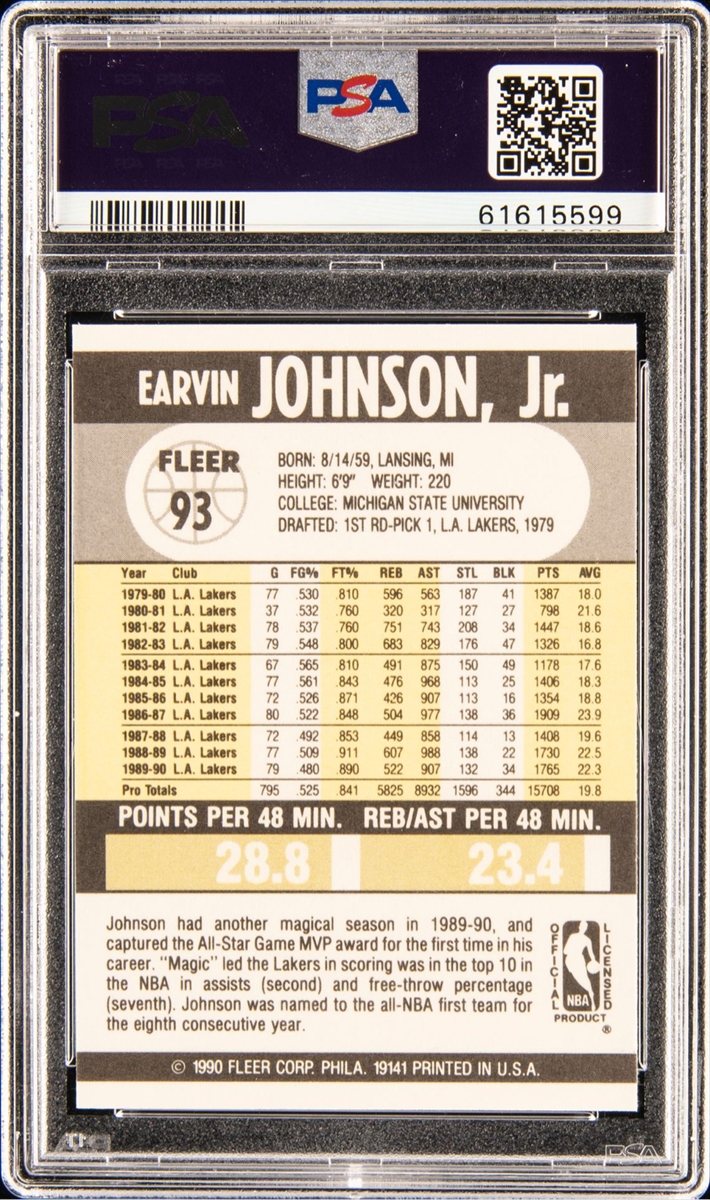 PSA
PSA
61615599
EARVIN JOHNSON, Jr.
FLEER
93
BORN: 8/14/59, LANSING, MI
HEIGHT: 6'9" WEIGHT: 220
COLLEGE: MICHIGAN STATE UNIVERSITY
DRAFTED: 1ST RD-PICK 1, L.A. LAKERS, 1979
Year Club G FG% FT% REB AST STL BLK PTS AVG
1979-80 L.A. Lakers 77 .530 .810 596 563 187 41 1387 18.0
1980-81 L.A. Lakers 37 .532 .760 320 317 127 27 798 21.6
1981-82 L.A. Lakers 78 .537 .760 751 743 208 34 1447 18.6
1982-83 L.A. Lakers 79 .548 .800 683 829 176 47 1326 16.8
1983-84 L.A. Lakers 67 .565 .810 491 875 150 49 1178 17.6
1984-85 L.A. Lakers 77 .561 .843 476 968 113 25 1406 18.3
1985-86 L.A. Lakers 72 .526 .871 426 907 113 16 1354 18.8
1986-87 L.A. Lakers 80 .522 .848 504 977 138 36 1909 23.9
1987-88 L.A. Lakers 72 .492 .853 449 858 114 13 1408 19.6
1988-89 L.A. Lakers 77 .509 .911 607 988 138 22 1730 22.5
1989-90 L.A. Lakers 79 .480 .890 522 907 132 34 1765 22.3
Pro Totals 795 .525 .841 5825 8932 1596 344 15708 19.8
POINTS PER 48 MIN. REB/AST PER 48 MIN.
28.8 23.4
Johnson had another magical season in 1989-90, and
captured the All-Star Game MVP award for the first time in his
career. "Magic" led the Lakers in scoring was in the top 10 in
the NBA in assists (second) and free-throw percentage
(seventh). Johnson was named to the all-NBA first team for
the eighth consecutive year.
OFFICIAL
NBA
LICENSED
PRODUCT
®
© 1990 FLEER CORP. PHILA. 19141 PRINTED IN U.S.A.
PSA